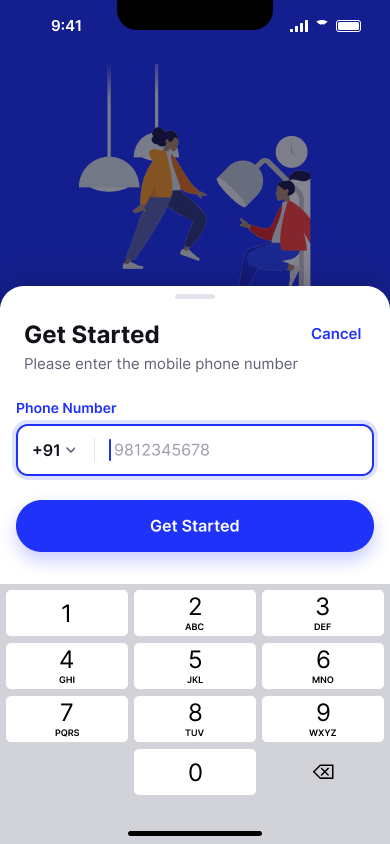 9:41
Get Started
Cancel
Please enter the mobile phone number
Phone Number
+91
9812345678
Get Started
1
2
3
ABC
DEF
4
5
6
GHI
JKL
MNO
7
8
9
PQRS
TUV
WXYZ
0